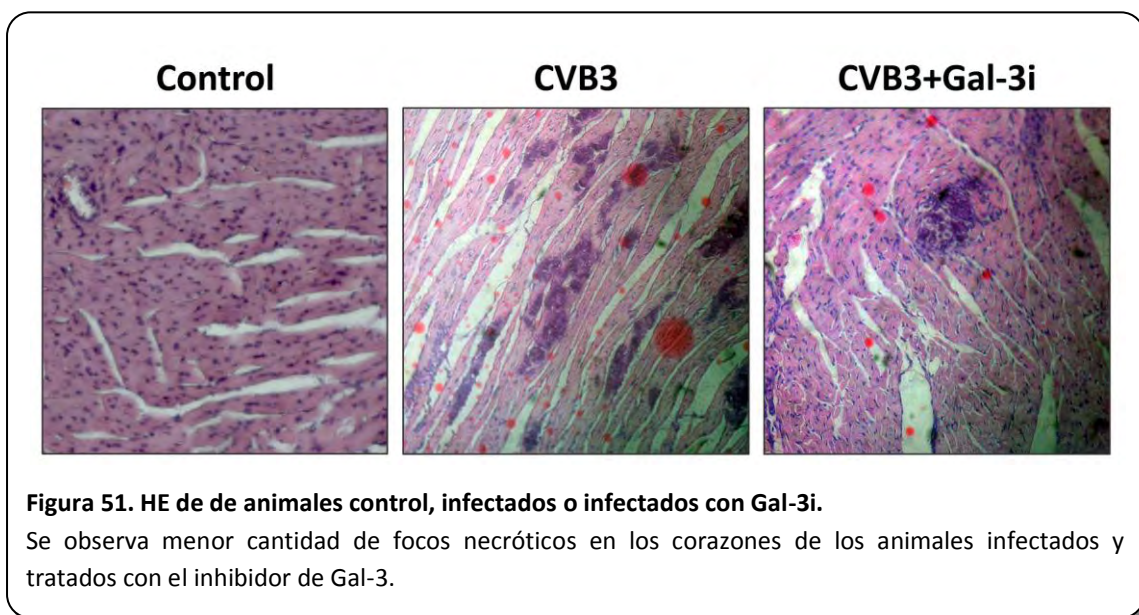 Control
CVB3
CVB3+Gal-3i
Figura 51. HE de de animales control, infectados o infectados con Gal-3i.
Se observa menor cantidad de focos necróticos en los corazones de los animales infectados y
tratados con el inhibidor de Gal-3.